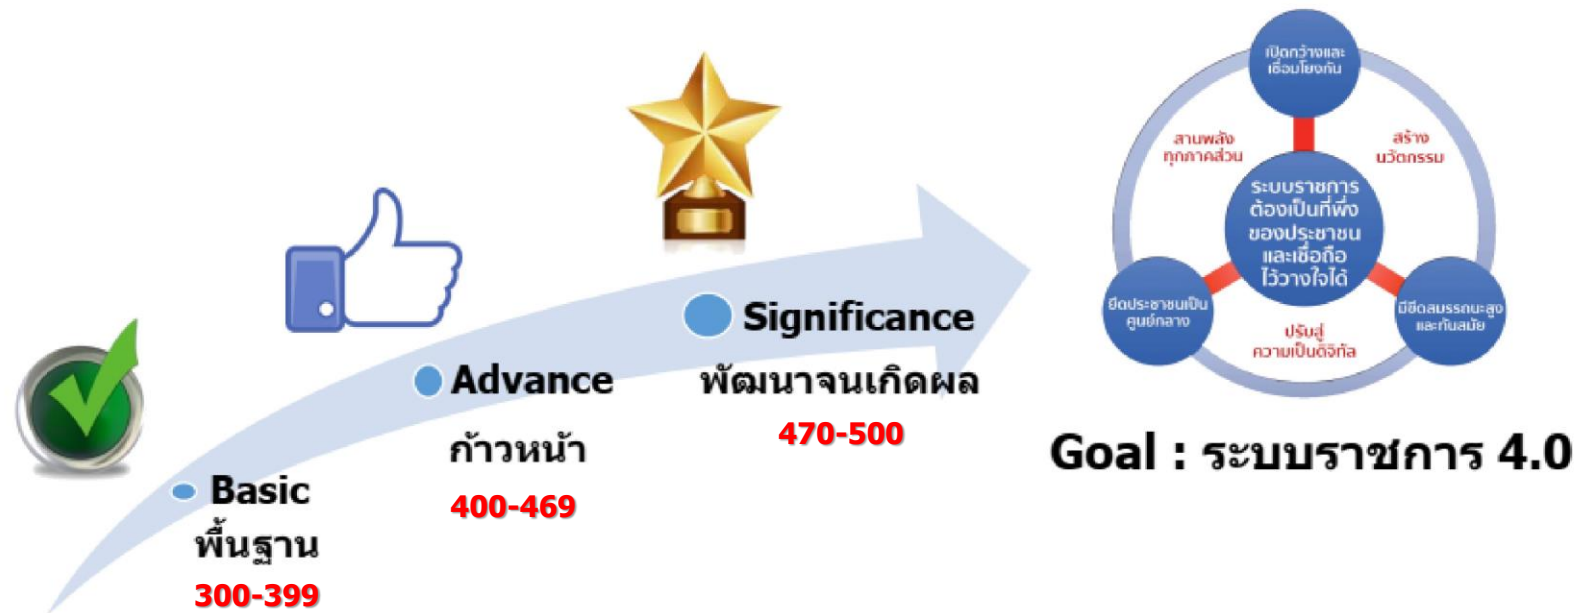 Basic
พื้นฐาน
300-399
Advance
ก้าวหน้า
400-469
Significance
พัฒนาจนเกิดผล
470-500
เปิดกว้างและ
เชื่อมโยงกัน
สานพลัง
ทุกภาคส่วน
สร้าง
นวัตกรรม
ระบบราชการ
ต้องเป็นที่พึ่ง
ของประชาชน
และเชื่อถือ
ไว้วางใจได้
ยึดประชาชนเป็น
ศูนย์กลาง
มีขีดสมรรถนะสูง
และทันสมัย
ปรับสู่
ความเป็นดิจิทัล
Goal : ระบบราชการ 4.0